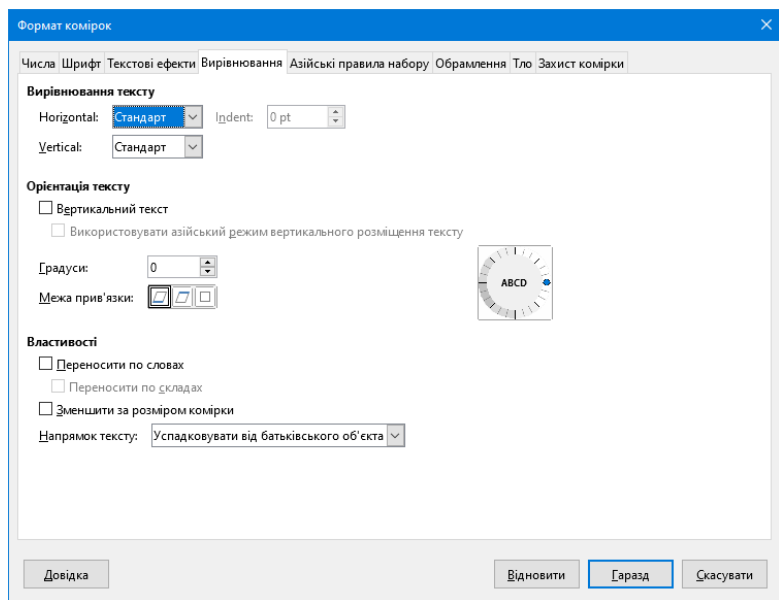 Формат комірок
Числа Шрифт Текстові ефекти Вирівнювання Азійські правила набору Обрамлення Тло Захист комірки
Вирівнювання тексту
Horizontal: Стандарт Indent: 0 pt
Vertical: Стандарт
Орієнтація тексту
Вертикальний текст
Використовувати азійський режим вертикального розміщення тексту
Градуси: 0
ABCD
Межа прив'язки:
Властивості
Переносити по словах
Переносити по складах
Зменшити за розміром комірки
Напрямок тексту: Успадковувати від батьківського об'єкта
Довідка Відновити Гаразд Скасувати